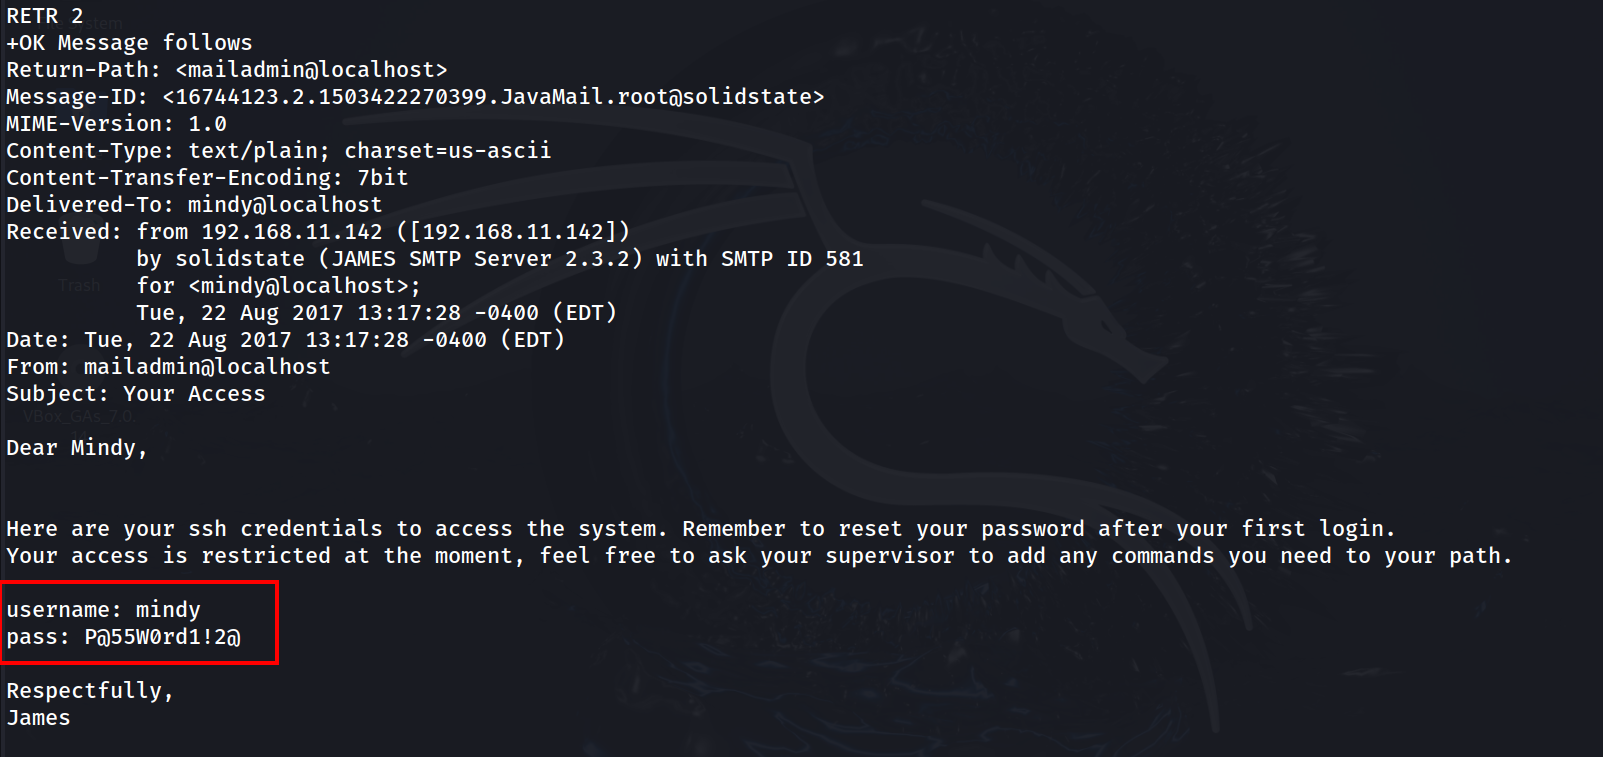 RETR 2
+OK Message follows
Return-Path: <mailadmin@localhost>
Message-ID: <16744123.2.1503422270399.JavaMail.root@solidstate>
MIME-Version: 1.0
Content-Type: text/plain; charset=us-ascii
Content-Transfer-Encoding: 7bit
Delivered-To: mindy@localhost
Received: from 192.168.11.142 ([192.168.11.142])
          by solidstate (JAMES SMTP Server 2.3.2) with SMTP ID 581
          for <mindy@localhost>;
          Tue, 22 Aug 2017 13:17:28 -0400 (EDT)
Date: Tue, 22 Aug 2017 13:17:28 -0400 (EDT)
From: mailadmin@localhost
Subject: Your Access
Dear Mindy,
Here are your ssh credentials to access the system. Remember to reset your password after your first login.
Your access is restricted at the moment, feel free to ask your supervisor to add any commands you need to your path.
username: mindy
pass: P@55W0rd1!2@
Respectfully,
James
Trash
VBox_GAs_7.0.